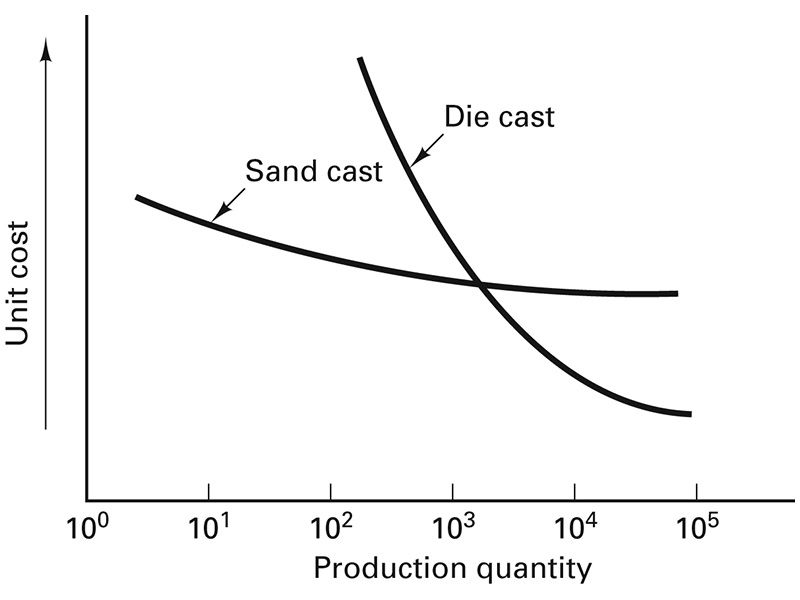 Die cast
Sand cast
Unit cost
10⁰ 10¹ 10² 10³ 10⁴ 10⁵
Production quantity